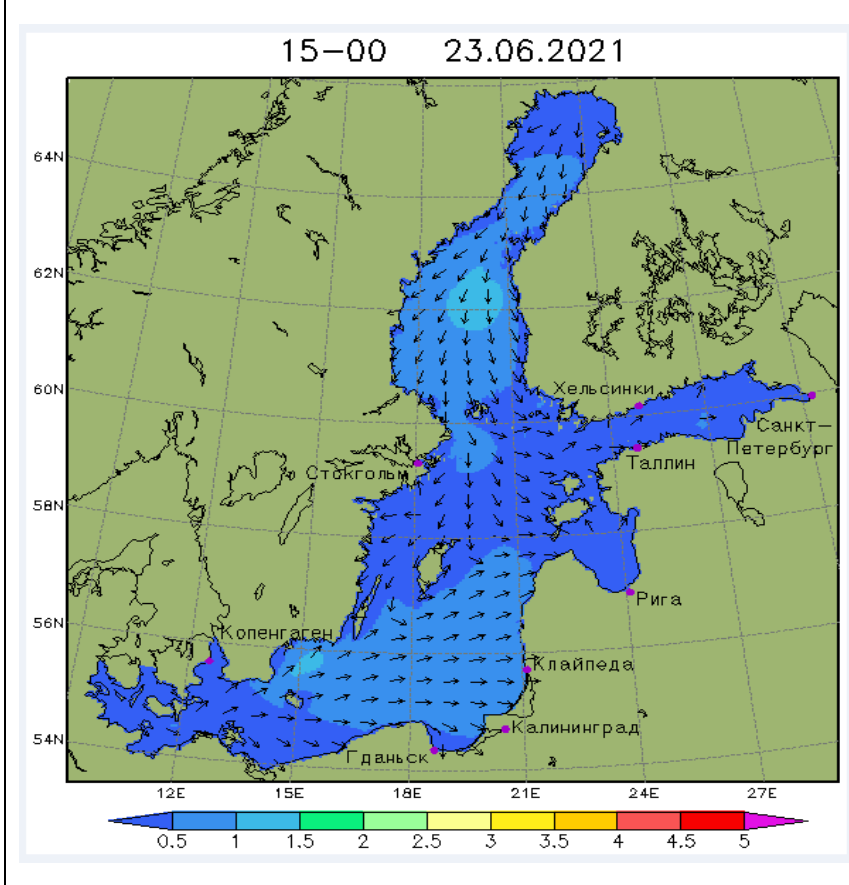 15-00 23.06.2021
64N
62N
60N
58N
56N
54N
Хельсинки
Санкт-
Петербург
Таллин
Стокгольм
Рига
Копенгаген
Клайпеда
Калининград
Гданьск
12E 15E 18E 21E 24E 27E
0.5 1 1.5 2 2.5 3 3.5 4 4.5 5